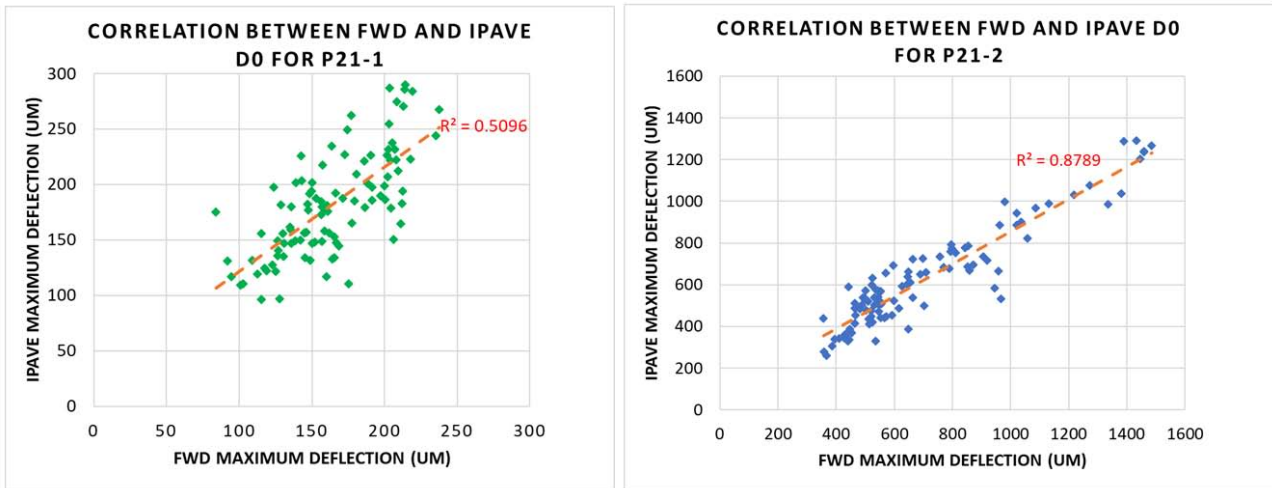 CORRELATION BETWEEN FWD AND IPAVE
D0 FOR P21-1
IPAVE MAXIMUM DEFLECTION (UM)
300
250
200
150
100
50
0
R² = 0.5096
0 50 100 150 200 250 300
FWD MAXIMUM DEFLECTION (UM)
CORRELATION BETWEEN FWD AND IPAVE D0
FOR P21-2
IPAVE MAXIMUM DEFLECTION (UM)
1600
1400
1200
1000
800
600
400
200
0
R² = 0.8789
0 200 400 600 800 1000 1200 1400 1600
FWD MAXIMUM DEFLECTION (UM)